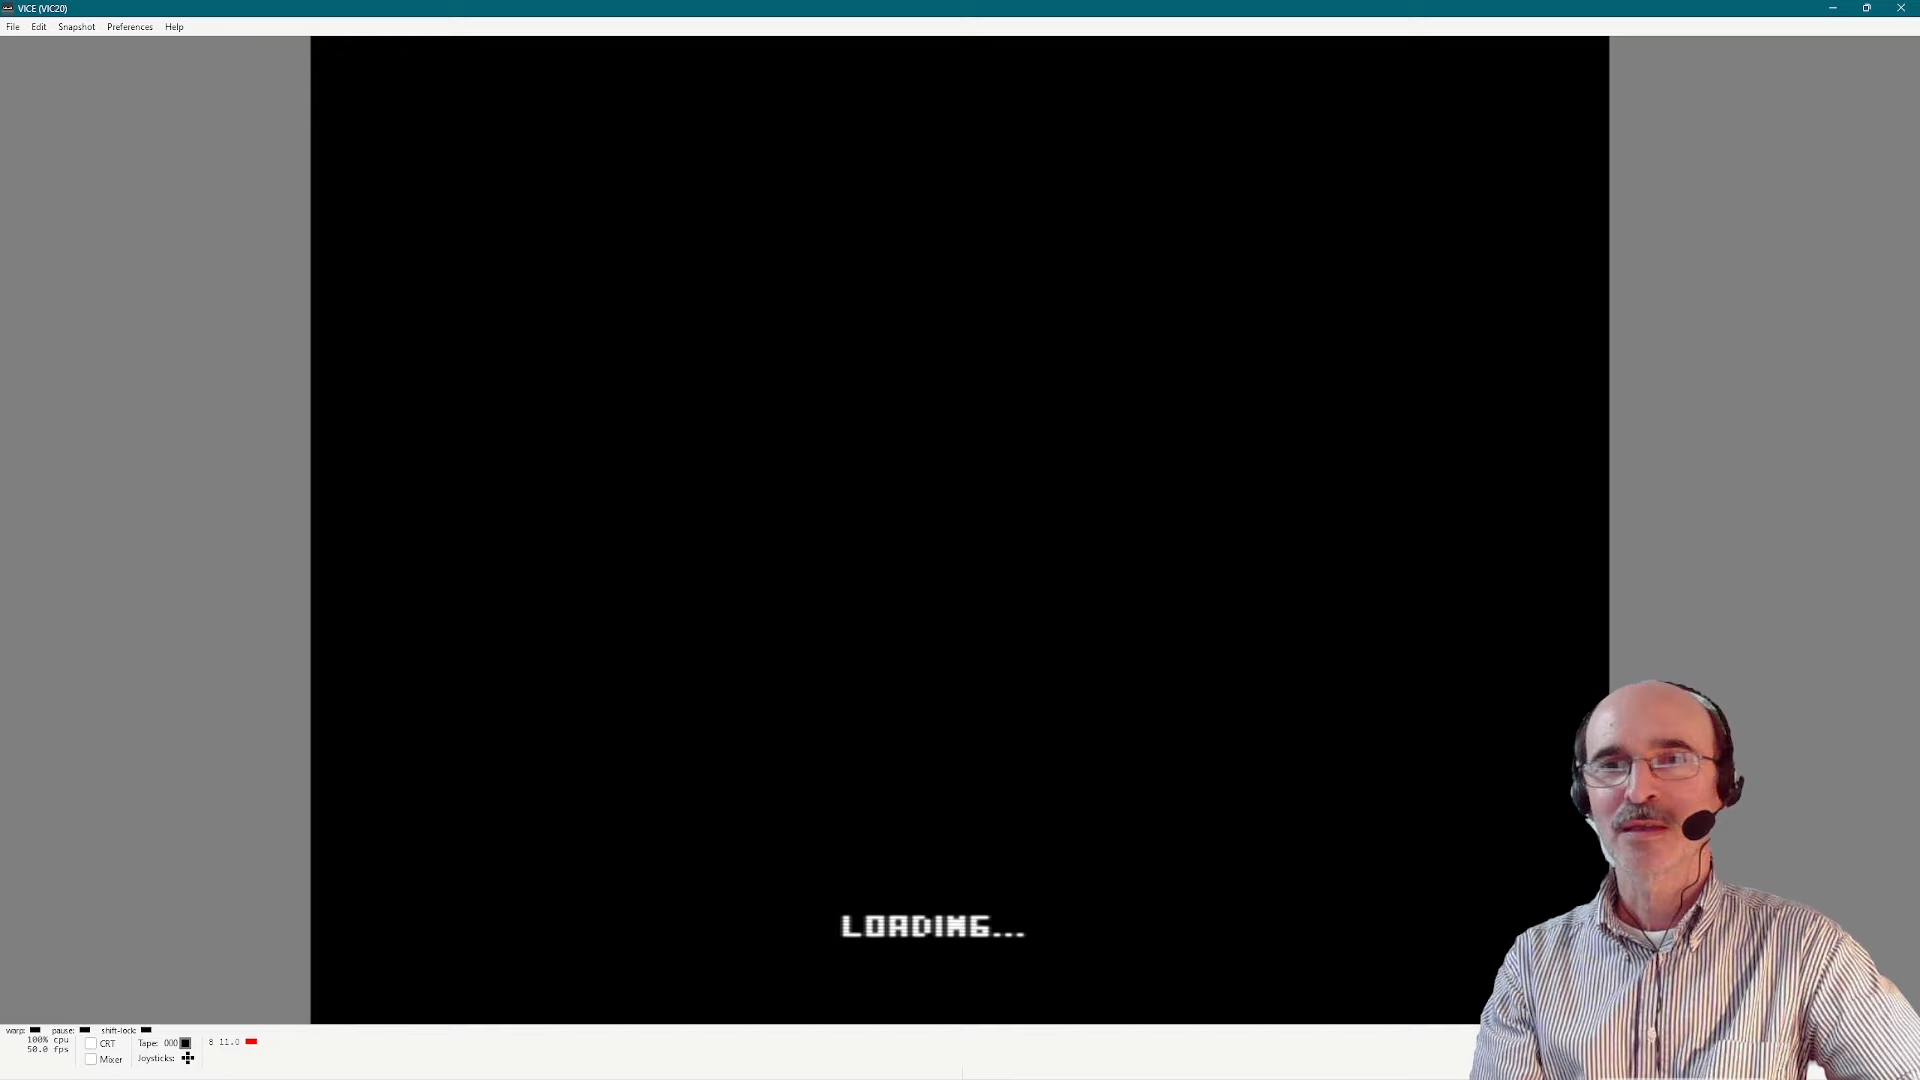 VICE (VIC20)
File Edit Snapshot Preferences Help
LOADING...
warp: pause: shift-lock:
100% cpu
50.0 fps
CRT
Mixer
Tape: 000
Joysticks:
8 11.0